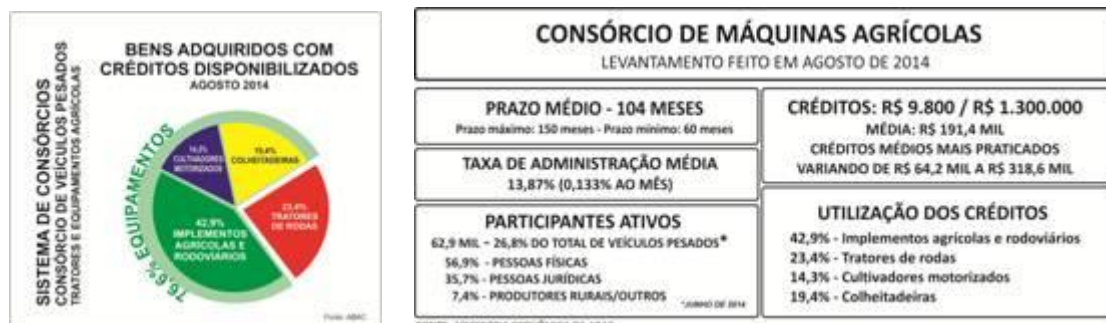 SISTEMA DE CONSÓRCIOS
CONSÓRCIO DE VEÍCULOS PESADOS
TRATORES E EQUIPAMENTOS AGRÍCOLAS
BENS ADQUIRIDOS COM
CRÉDITOS DISPONIBILIZADOS
AGOSTO 2014
76,6% EQUIPAMENTOS
14,3%
CULTIVADORES
MOTORIZADOS
19,4%
COLHEITADEIRAS
23,4%
TRATORES
DE RODAS
42,9%
IMPLEMENTOS
AGRÍCOLAS E
RODOVIÁRIOS
Fonte: ABAC
CONSÓRCIO DE MÁQUINAS AGRÍCOLAS
LEVANTAMENTO FEITO EM AGOSTO DE 2014
PRAZO MÉDIO - 104 MESES
Prazo máximo: 150 meses - Prazo mínimo: 60 meses
TAXA DE ADMINISTRAÇÃO MÉDIA
13,87% (0,133% AO MÊS)
PARTICIPANTES ATIVOS
62,9 MIL – 26,8% DO TOTAL DE VEÍCULOS PESADOS*
56,9% - PESSOAS FÍSICAS
35,7% - PESSOAS JURÍDICAS
7,4% - PRODUTORES RURAIS/OUTROS
*JUNHO DE 2014
CRÉDITOS: R$ 9.800 / R$ 1.300.000
MÉDIA: R$ 191,4 MIL
CRÉDITOS MÉDIOS MAIS PRATICADOS
VARIANDO DE R$ 64,2 MIL A R$ 318,6 MIL
UTILIZAÇÃO DOS CRÉDITOS
42,9% - Implementos agrícolas e rodoviários
23,4% - Tratores de rodas
14,3% - Cultivadores motorizados
19,4% - Colheitadeiras